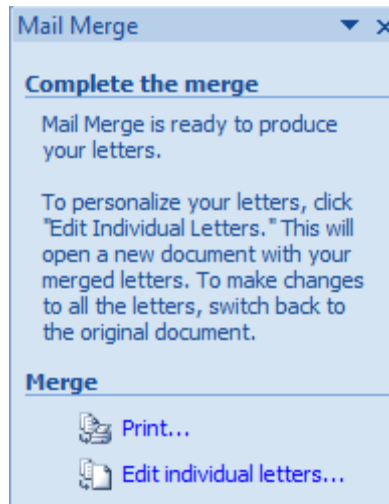 Mail Merge
Complete the merge
Mail Merge is ready to produce
your letters.
To personalize your letters, click
"Edit Individual Letters." This will
open a new document with your
merged letters. To make changes
to all the letters, switch back to
the original document.
Merge
Print...
Edit individual letters...